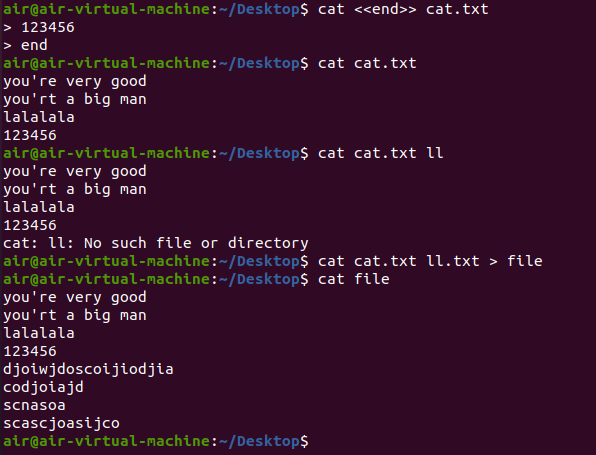 air@air-virtual-machine:~/Desktop$ cat <<end>> cat.txt
> 123456
> end
air@air-virtual-machine:~/Desktop$ cat cat.txt
you're very good
you'rt a big man
lalalala
123456
air@air-virtual-machine:~/Desktop$ cat cat.txt ll
you're very good
you'rt a big man
lalalala
123456
cat: ll: No such file or directory
air@air-virtual-machine:~/Desktop$ cat cat.txt ll.txt > file
air@air-virtual-machine:~/Desktop$ cat file
you're very good
you'rt a big man
lalalala
123456
djoiwjdoscoijiodjia
codjoiajd
scnasoa
scascjoasijco
air@air-virtual-machine:~/Desktop$